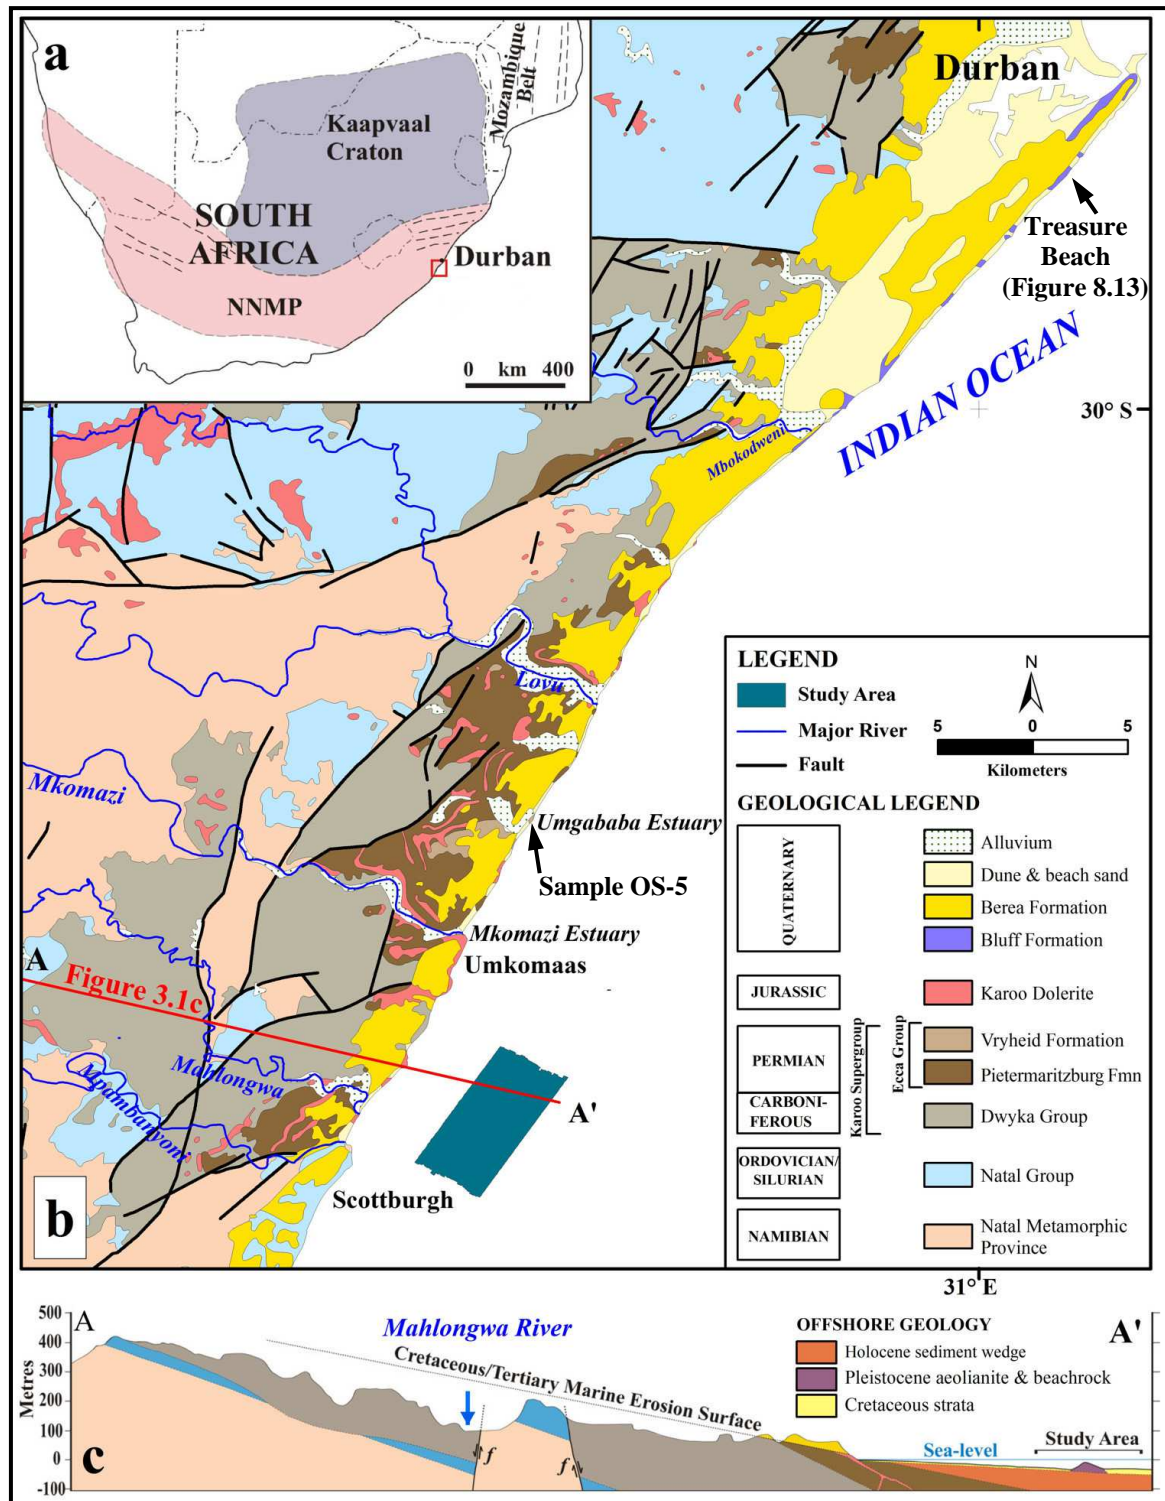 a
Mozambique
Belt
Kaapvaal
Craton
SOUTH
AFRICA
Durban
NNMP
0 km 400
Durban
Treasure
Beach
(Figure 8.13)
INDIAN OCEAN
30° S
Mbokodweni
Lovu
Mkomazi
Umgababa Estuary
Sample OS-5
Mkomazi Estuary
Umkomaas
A
Figure 3.1c
Mahlongwa
Mpambanyoni
A'
Scottburgh
b
LEGEND
Study Area
Major River
Fault
N
5 0 5
Kilometers
GEOLOGICAL LEGEND
QUATERNARY
Alluvium
Dune & beach sand
Berea Formation
Bluff Formation
JURASSIC
Karoo Dolerite
PERMIAN
CARBONI-
FEROUS
Karoo Supergroup
Ecca Group
Vryheid Formation
Pietermaritzburg Fmn
Dwyka Group
ORDOVICIAN/
SILURIAN
Natal Group
NAMIBIAN
Natal Metamorphic
Province
31° E
500
400
300
200
100
0
-100
Metres
A
Mahlongwa River
Cretaceous/Tertiary Marine Erosion Surface
OFFSHORE GEOLOGY
Holocene sediment wedge
Pleistocene aeolianite & beachrock
Cretaceous strata
A'
Sea-level
Study Area
f
f
c